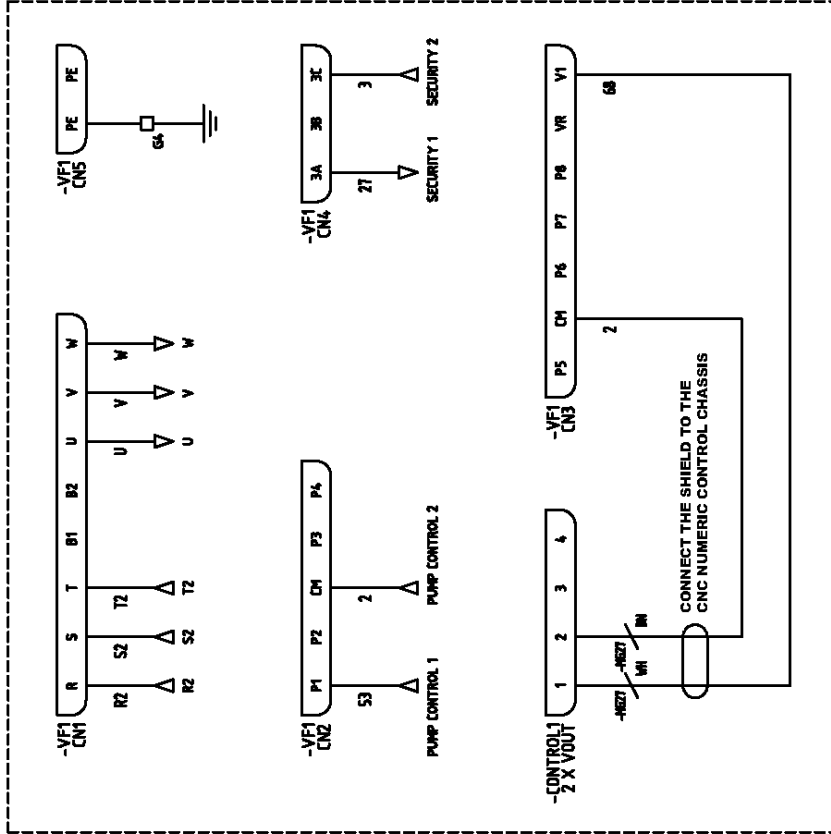 -VF1
CN1
R S T B1 B2 U V W
R2 S2 T2 U V W
R2 S2 T2 U V W
-VF1
CN5
PE PE
G4
-VF1
CN2
P1 P2 CM P3 P4
53 2
PUMP CONTROL 1 PUMP CONTROL 2
-VF1
CN4
3A 3B 3C
27 3
SECURITY 1 SECURITY 2
-CONTROL1
2 X VOUT
1 2 3 4
-MG27 -MG27
WH BN
CONNECT THE SHIELD TO THE
CNC NUMERIC CONTROL CHASSIS
-VF1
CN3
P5 CM P6 P7 P8 VR V1
2 68